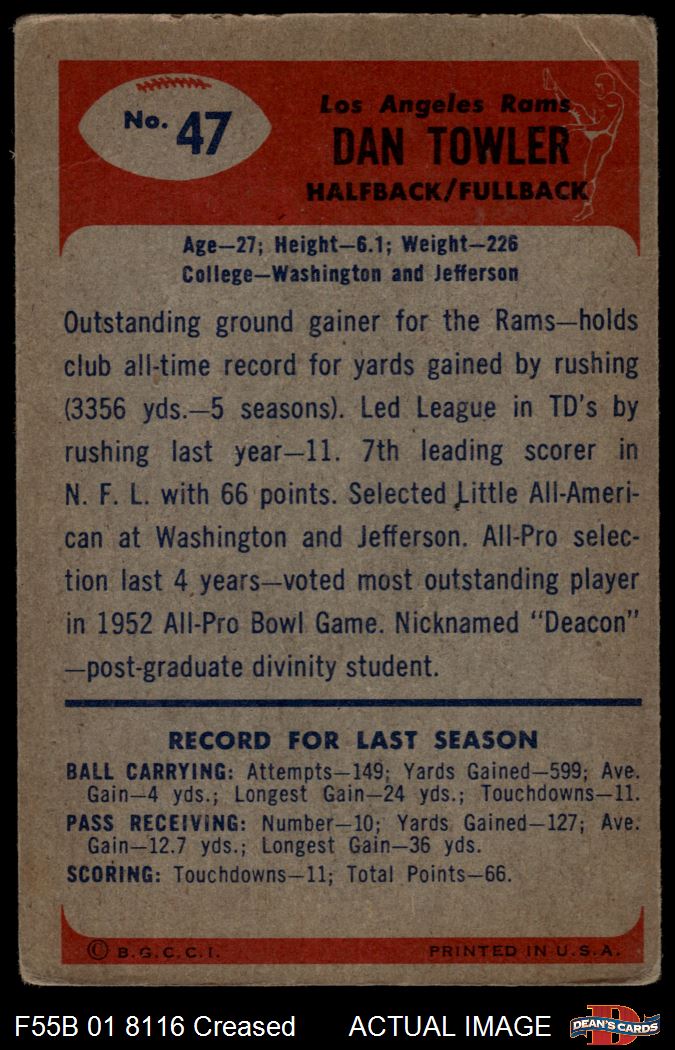 No. 47
Los Angeles Rams
DAN TOWLER
HALFBACK/FULLBACK
Age—27; Height—6.1; Weight—226
College—Washington and Jefferson
Outstanding ground gainer for the Rams—holds
club all-time record for yards gained by rushing
(3356 yds.—5 seasons). Led League in TD's by
rushing last year—11. 7th leading scorer in
N. F. L. with 66 points. Selected Little All-Ameri-
can at Washington and Jefferson. All-Pro selec-
tion last 4 years—voted most outstanding player
in 1952 All-Pro Bowl Game. Nicknamed "Deacon"
—post-graduate divinity student.
RECORD FOR LAST SEASON
BALL CARRYING: Attempts—149; Yards Gained—599; Ave.
Gain—4 yds.; Longest Gain—24 yds.; Touchdowns—11.
PASS RECEIVING: Number—10; Yards Gained—127; Ave.
Gain—12.7 yds.; Longest Gain—36 yds.
SCORING: Touchdowns—11; Total Points—66.
© B.G.C.C.I. PRINTED IN U.S.A.
F55B 01 8116 Creased ACTUAL IMAGE DEAN'S CARDS